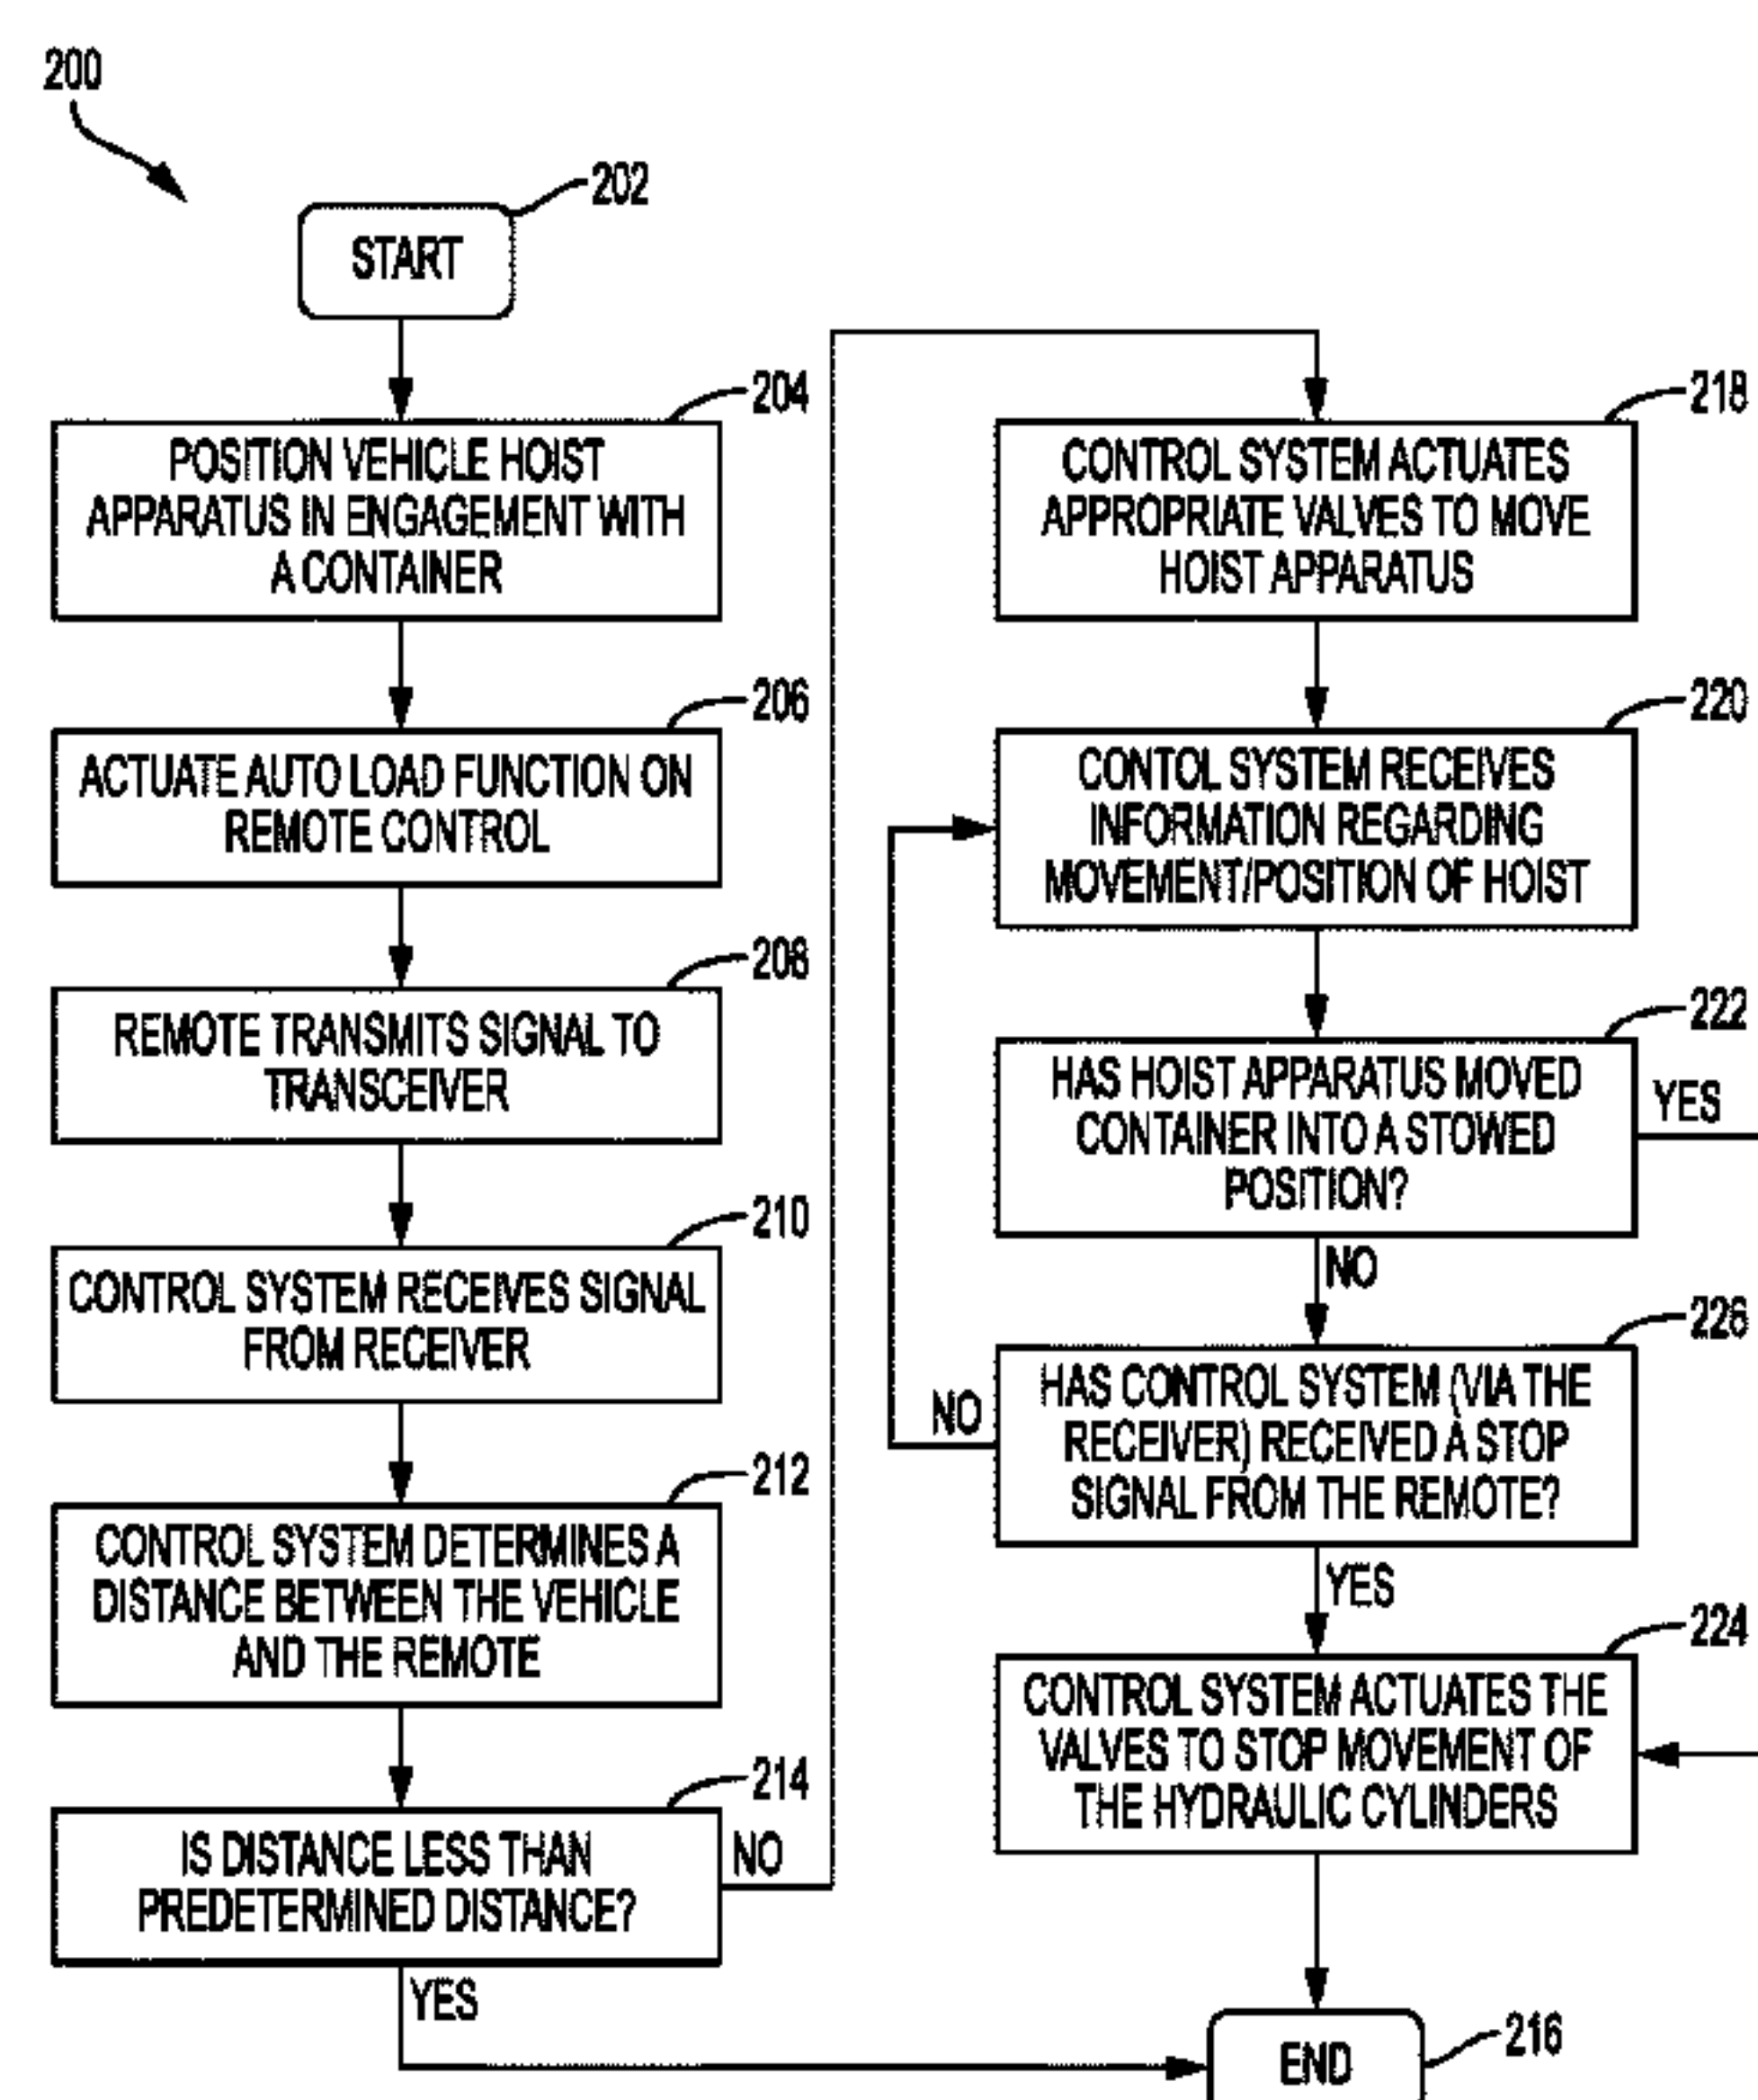 200
202
START
204
POSITION VEHICLE HOIST
APPARATUS IN ENGAGEMENT WITH
A CONTAINER
206
ACTUATE AUTO LOAD FUNCTION ON
REMOTE CONTROL
208
REMOTE TRANSMITS SIGNAL TO
TRANSCEIVER
210
CONTROL SYSTEM RECEIVES SIGNAL
FROM RECEIVER
212
CONTROL SYSTEM DETERMINES A
DISTANCE BETWEEN THE VEHICLE
AND THE REMOTE
214
IS DISTANCE LESS THAN
PREDETERMINED DISTANCE?
NO
YES
218
CONTROL SYSTEM ACTUATES
APPROPRIATE VALVES TO MOVE
HOIST APPARATUS
220
CONTOL SYSTEM RECEIVES
INFORMATION REGARDING
MOVEMENT/POSITION OF HOIST
222
HAS HOIST APPARATUS MOVED
CONTAINER INTO A STOWED
POSITION?
YES
NO
226
HAS CONTROL SYSTEM (VIA THE
RECEIVER) RECEIVED A STOP
SIGNAL FROM THE REMOTE?
NO
YES
224
CONTROL SYSTEM ACTUATES THE
VALVES TO STOP MOVEMENT OF
THE HYDRAULIC CYLINDERS
216
END